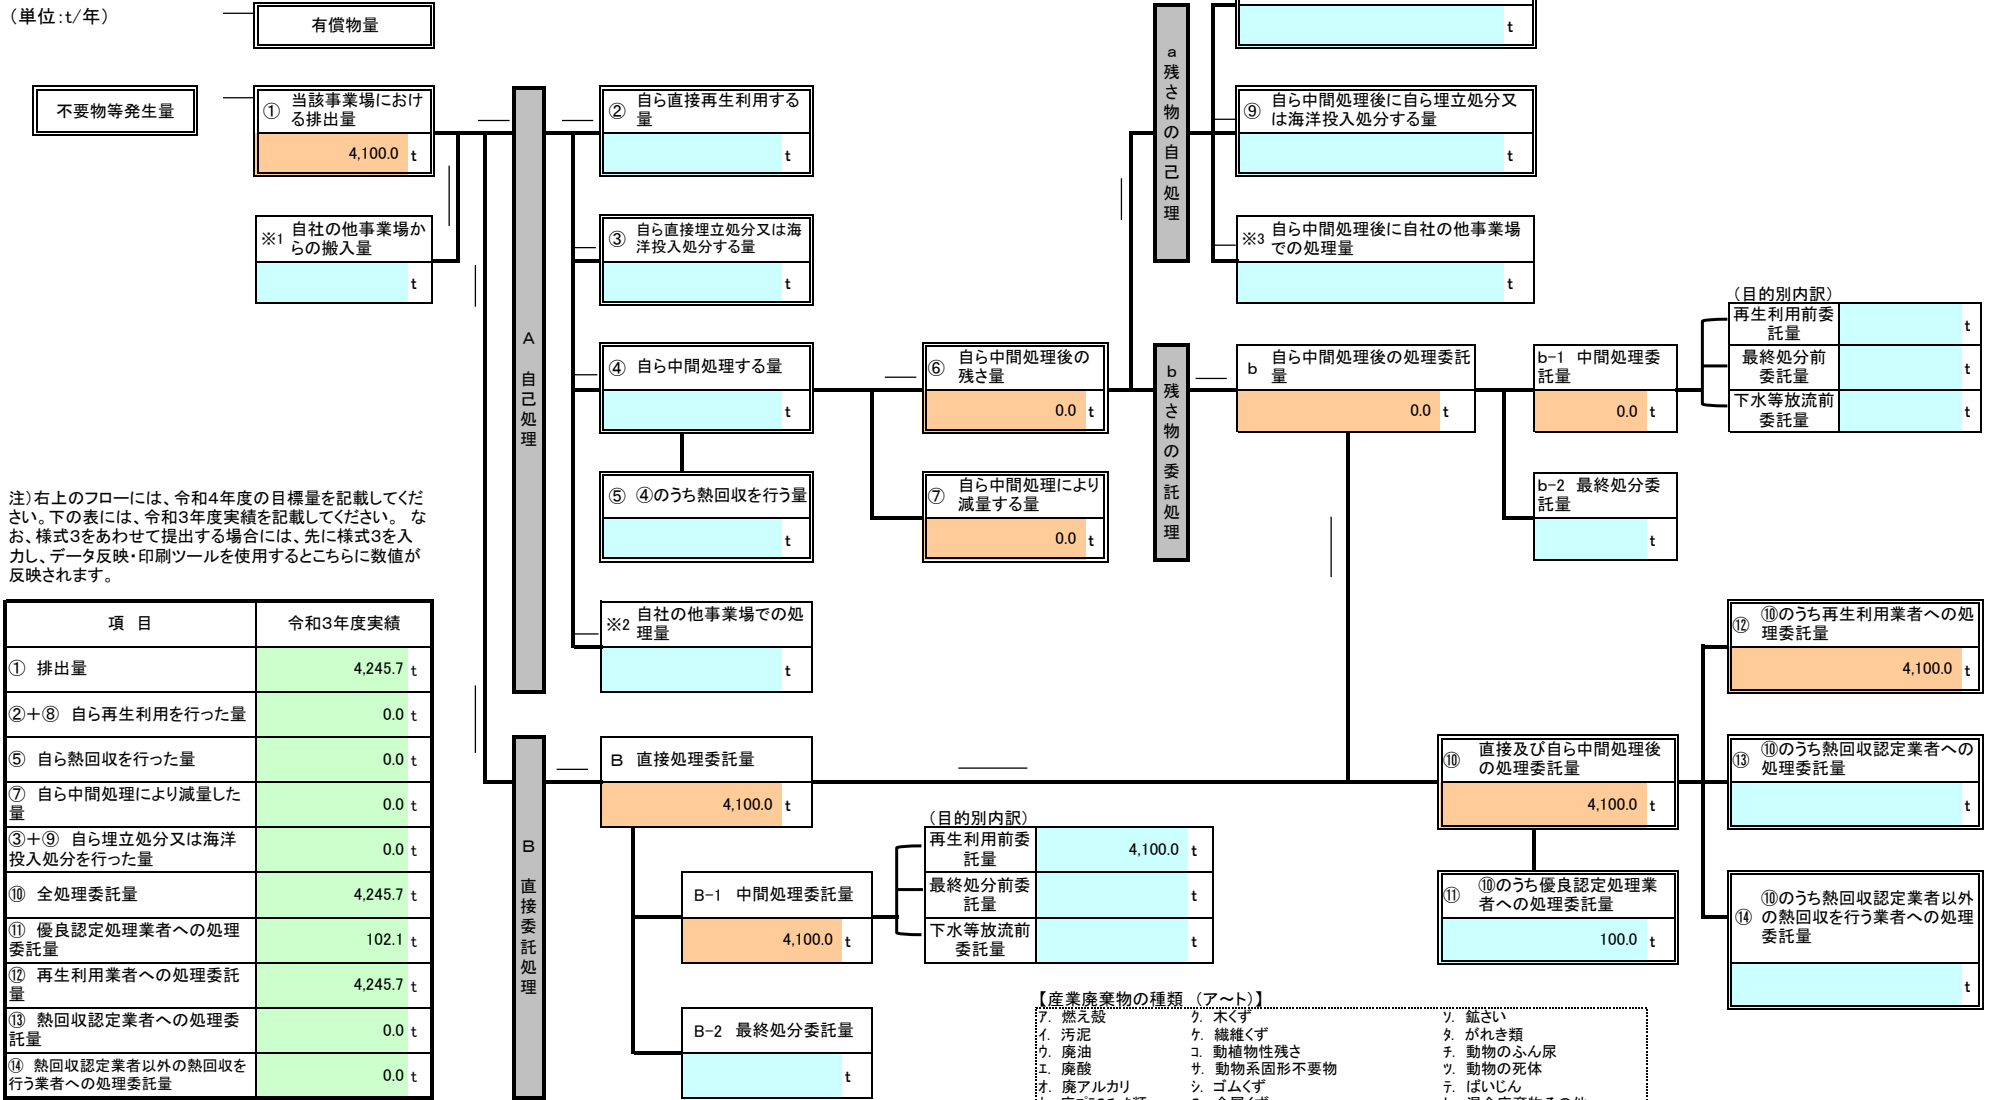 (単位:t/年)
有償物量
t
不要物等発生量
① 当該事業場におけ
る排出量
4,100.0 t
※1 自社の他事業場か
らの搬入量
t
A 自己処理
② 自ら直接再生利用する
量
t
③ 自ら直接埋立処分又は海
洋投入処分する量
t
④ 自ら中間処理する量
t
⑤ ④のうち熱回収を行う量
t
※2 自社の他事業場での処
理量
t
⑥ 自ら中間処理後の
残さ量
0.0 t
⑦ 自ら中間処理により
減量する量
0.0 t
a 残さ物の自己処理
⑨ 自ら中間処理後に自ら埋立処分又
は海洋投入処分する量
t
※3 自ら中間処理後に自社の他事業場
での処理量
t
b 残さ物の委託処理
b 自ら中間処理後の処理委託
量
0.0 t
b-1 中間処理委
託量
0.0 t
b-2 最終処分委
託量
t
(目的別内訳)
再生利用前委
託量
t
最終処分前
委託量
t
下水等放流前
委託量
t
注)右上のフローには、令和4年度の目標量を記載してくだ
さい。下の表には、令和3年度実績を記載してください。 な
お、様式3をあわせて提出する場合には、先に様式3を入
力し、データ反映・印刷ツールを使用するとこちらに数値が
反映されます。
項 目 令和3年度実績
① 排出量 4,245.7 t
②+⑧ 自ら再生利用を行った量 0.0 t
⑤ 自ら熱回収を行った量 0.0 t
⑦ 自ら中間処理により減量した
量 0.0 t
③+⑨ 自ら埋立処分又は海洋
投入処分を行った量 0.0 t
⑩ 全処理委託量 4,245.7 t
⑪ 優良認定処理業者への処理
委託量 102.1 t
⑫ 再生利用業者への処理委託
量 4,245.7 t
⑬ 熱回収認定業者への処理委
託量 0.0 t
⑭ 熱回収認定業者以外の熱回収を
行う業者への処理委託量 0.0 t
B 直接委託処理
B 直接処理委託量
4,100.0 t
B-1 中間処理委託量
4,100.0 t
B-2 最終処分委託量
t
(目的別内訳)
再生利用前委
託量
4,100.0 t
最終処分前委
託量
t
下水等放流前
委託量
t
⑩ 直接及び自ら中間処理後
の処理委託量
4,100.0 t
⑪ ⑩のうち優良認定処理業
者への処理委託量
100.0 t
⑫ ⑩のうち再生利用業者への処
理委託量
4,100.0 t
⑬ ⑩のうち熱回収認定業者への
処理委託量
t
⑭ ⑩のうち熱回収認定業者以外
の熱回収を行う業者への処理
委託量
t
【産業廃棄物の種類 (ア~ト)】
ア. 燃え殻 ク. 木くず ソ. 鉱さい
イ. 汚泥 ケ. 繊維くず タ. がれき類
ウ. 廃油 コ. 動植物性残さ チ. 動物のふん尿
エ. 廃酸 サ. 動物系固形不要物 ツ. 動物の死体
オ. 廃アルカリ シ. ゴムくず テ. ばいじん